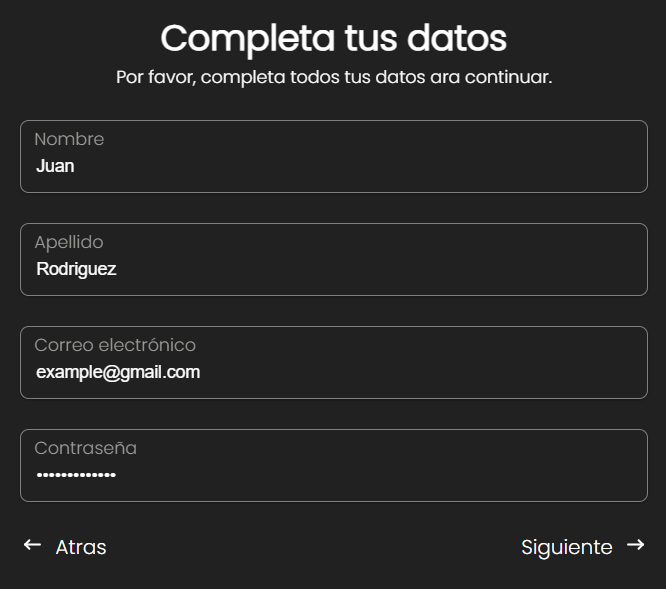 Completa tus datos
Por favor, completa todos tus datos ara continuar.
Nombre
Juan
Apellido
Rodriguez
Correo electrónico
example@gmail.com
Contraseña
•••••••••••••
← Atras
Siguiente →